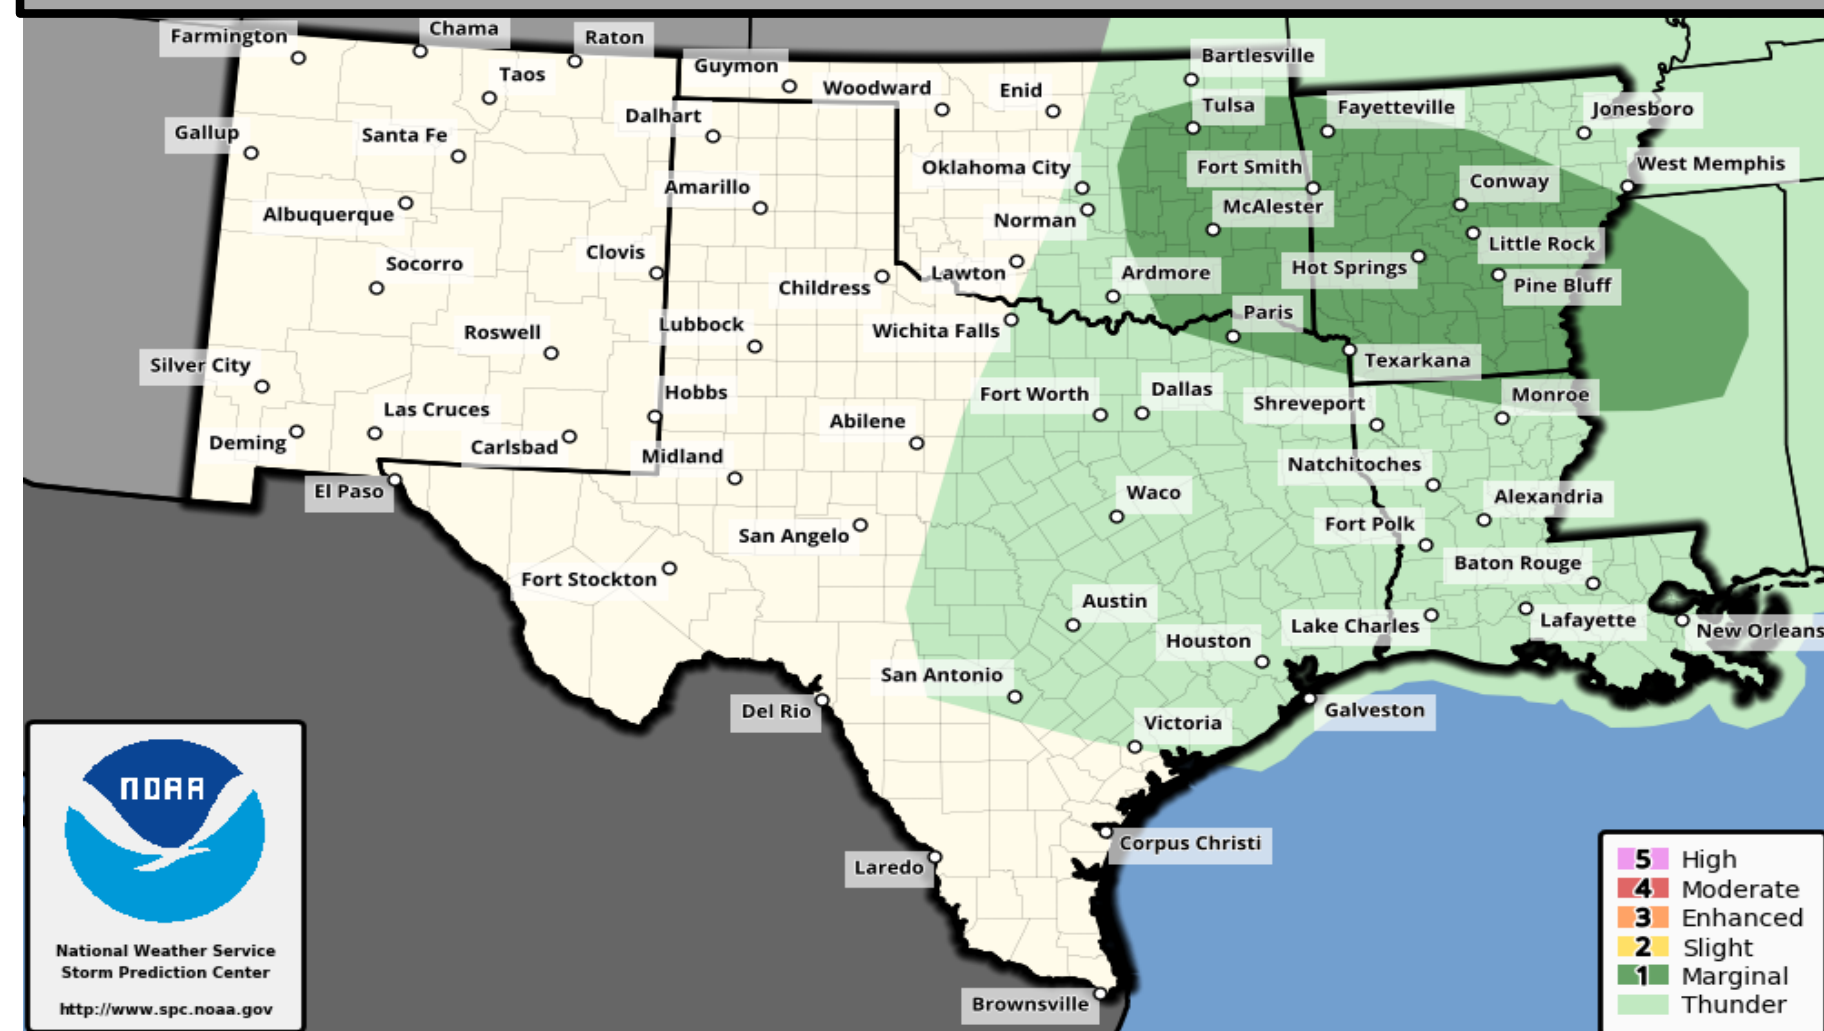 Farmington
Chama
Raton
Taos
Guymon
Woodward
Enid
Bartlesville
Gallup
Santa Fe
Dalhart
Tulsa
Fayetteville
Jonesboro
Albuquerque
Amarillo
Oklahoma City
Fort Smith
West Memphis
Conway
Norman
McAlester
Little Rock
Socorro
Clovis
Childress
Lawton
Ardmore
Hot Springs
Pine Bluff
Roswell
Lubbock
Wichita Falls
Paris
Texarkana
Silver City
Hobbs
Fort Worth
Dallas
Shreveport
Monroe
Las Cruces
Deming
Carlsbad
Midland
Abilene
Natchitoches
El Paso
San Angelo
Waco
Alexandria
Fort Polk
Fort Stockton
Baton Rouge
Austin
Lake Charles
Lafayette
New Orleans
Houston
San Antonio
Del Rio
Victoria
Galveston
Corpus Christi
Laredo
Brownsville
NOAA
National Weather Service
Storm Prediction Center
http://www.spc.noaa.gov
5 High
4 Moderate
3 Enhanced
2 Slight
1 Marginal
Thunder